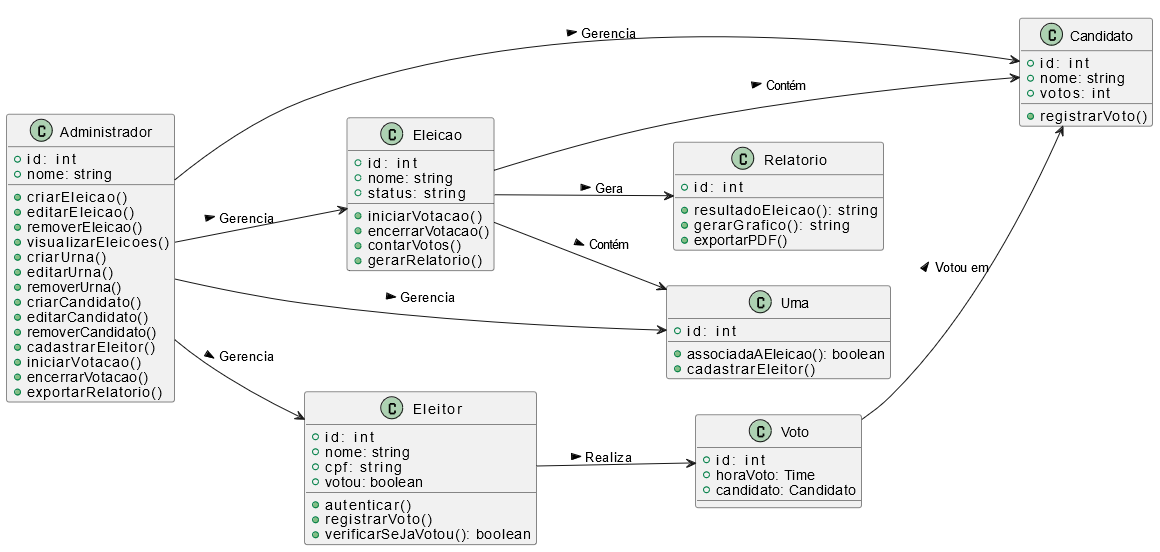 C Administrador
id: int
nome: string
criarEleicao()
editarEleicao()
removerEleicao()
visualizarEleicoes()
criarUrna()
editarUrna()
removerUrna()
criarCandidato()
editarCandidato()
removerCandidato()
cadastrarEleitor()
iniciarVotacao()
encerrarVotacao()
exportarRelatorio()
Gerencia
Gerencia
Gerencia
Gerencia
C Eleicao
id: int
nome: string
status: string
iniciarVotacao()
encerrarVotacao()
contarVotos()
gerarRelatorio()
Contém
Gera
Contém
C Eleitor
id: int
nome: string
cpf: string
votou: boolean
autenticar()
registrarVoto()
verificarSeJaVotou(): boolean
Realiza
C Candidato
id: int
nome: string
votos: int
registrarVoto()
C Relatorio
id: int
resultadoEleicao(): string
gerarGrafico(): string
exportarPDF()
C Urna
id: int
associadaAEleicao(): boolean
cadastrarEleitor()
C Voto
id: int
horaVoto: Time
candidato: Candidato
Votou em